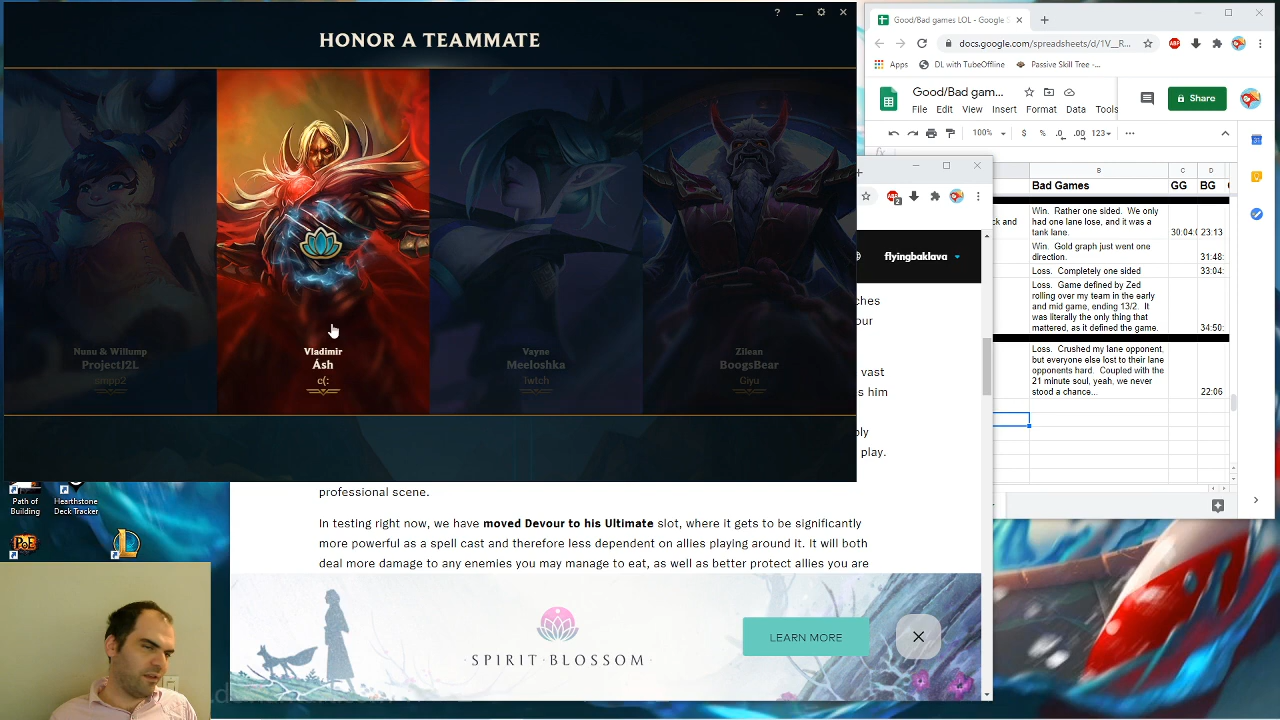 HONOR A TEAMMATE
Nunu & Willump
ProjectJ2L
ampp2
Vladimir
Ásh
c(:
Vayne
Meeloshka
1wtch
Zilean
BoogsBear
Giyu
Good/Bad games LOL - Google S
docs.google.com/spreadsheets/d/1V__R...
Apps
DL with TubeOffline
Passive Skill Tree -...
Good/Bad gam...
Share
File Edit View Insert Format Data Tools
100% $ % .0 .00 123
B C D
Bad Games GG BG
Win. Rather one sided. We only
had one lane lose, and it was a
tank lane.
30:04:0 23:13
ck and
Win. Gold graph just went one
direction.
31:48:
Loss. Completely one sided
33:04:
Loss. Game defined by Zed
rolling over my team in the early
and mid game, ending 13/2. It
was literally the only thing that
mattered, as it defined the game.
34:50:
Loss. Crushed my lane opponent,
but everyone else lost to their lane
opponents hard. Coupled with the
21 minute soul, yeah, we never
stood a chance...
22:06
flyingbaklava
ches
our
vast
s him
ply
play.
professional scene.
In testing right now, we have moved Devour to his Ultimate slot, where it gets to be significantly
more powerful as a spell cast and therefore less dependent on allies playing around it. It will both
deal more damage to any enemies you may manage to eat, as well as better protect allies you are
SPIRIT BLOSSOM
LEARN MORE
Path of
Building
Hearthstone
Deck Tracker